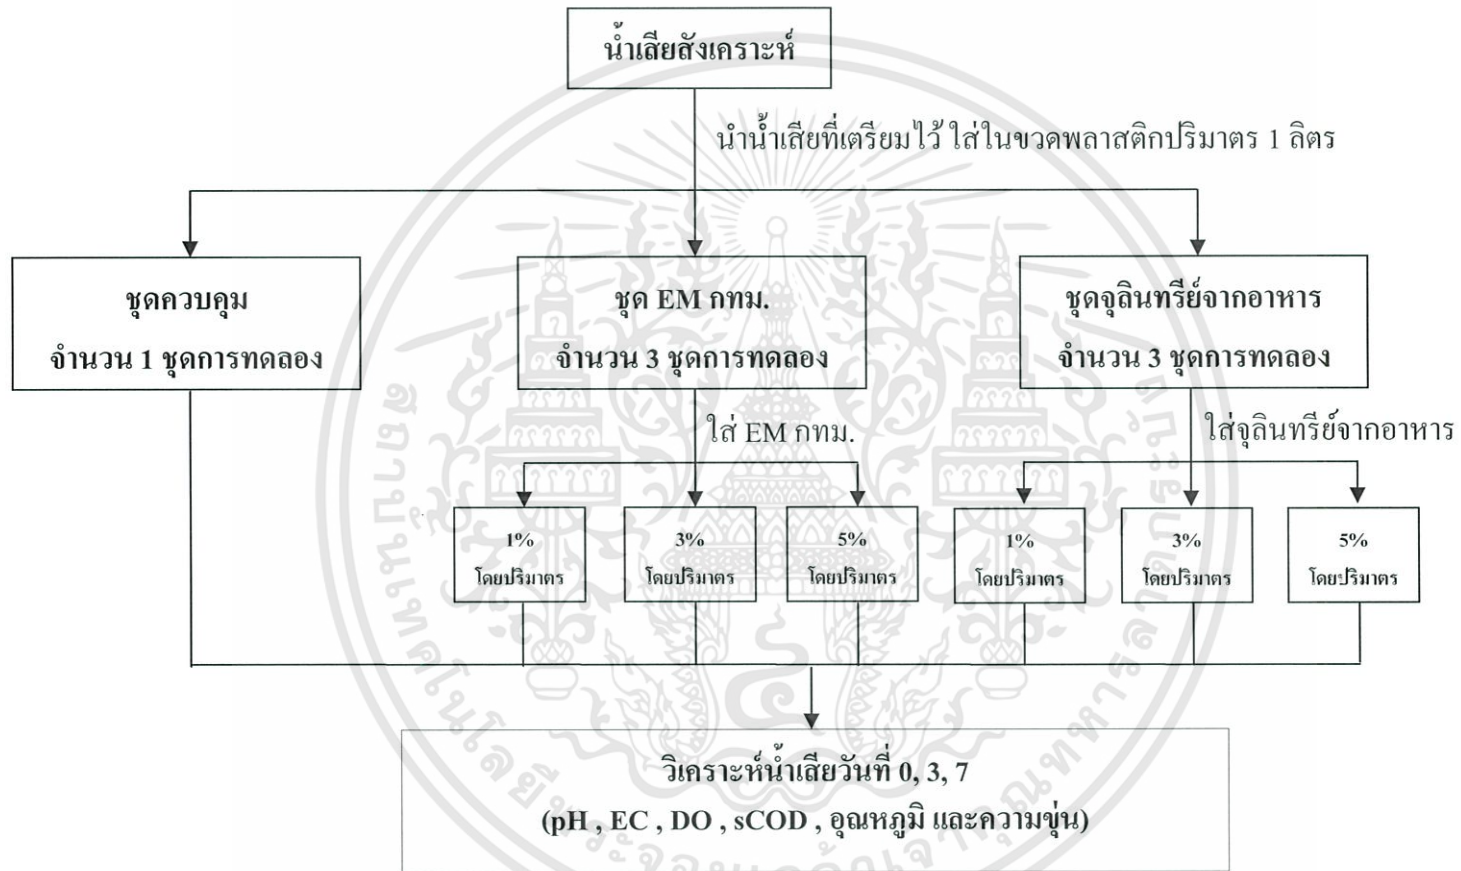 น้ำเสียสังเคราะห์
นำน้ำเสียที่เตรียมไว้ ใส่ในขวดพลาสติกปริมาตร 1 ลิตร
ชุดควบคุม
จำนวน 1 ชุดการทดลอง
ชุด EM กทม.
จำนวน 3 ชุดการทดลอง
ชุดจุลินทรีย์จากอาหาร
จำนวน 3 ชุดการทดลอง
ใส่ EM กทม.
ใส่จุลินทรีย์จากอาหาร
1%
โดยปริมาตร
3%
โดยปริมาตร
5%
โดยปริมาตร
1%
โดยปริมาตร
3%
โดยปริมาตร
5%
โดยปริมาตร
วิเคราะห์น้ำเสียวันที่ 0, 3, 7
(pH , EC , DO , sCOD , อุณหภูมิ และความขุ่น)